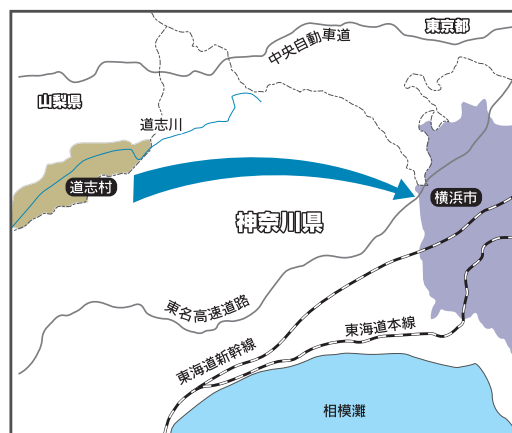 東京都
中央自動車道
山梨県
道志川
道志村
横浜市
神奈川県
東名高速道路
東海道本線
東海道新幹線
相模灘